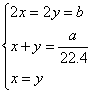 2x = 2y = b
x + y = a/22.4
x = y